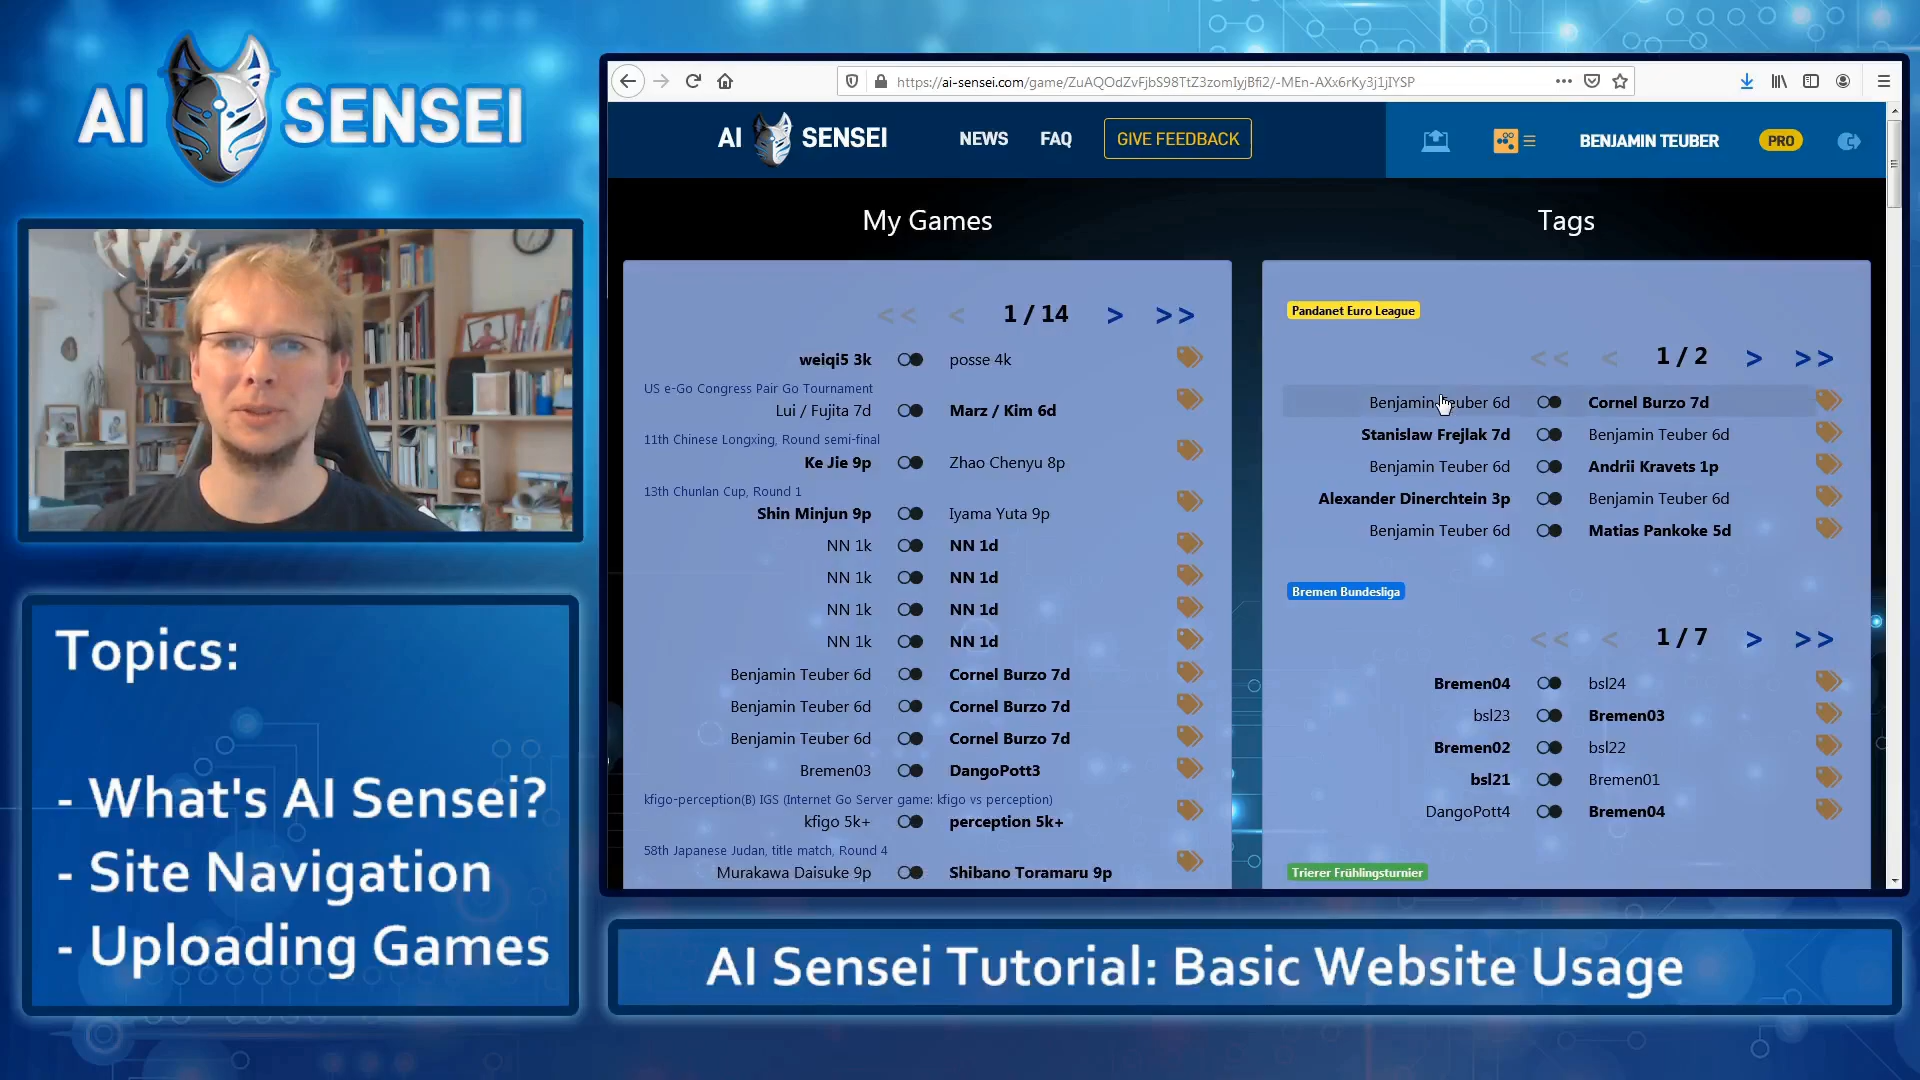 AI SENSEI
https://ai-sensei.com/game/ZuAQOdZvFjbS98TtZ3zomIyjBfi2/-MEn-AXx6rKy3j1jIYSP
AI SENSEI NEWS FAQ GIVE FEEDBACK BENJAMIN TEUBER PRO
My Games
<< < 1 / 14 > >>
weiqi5 3k posse 4k
US e-Go Congress Pair Go Tournament
Lui / Fujita 7d Marz / Kim 6d
11th Chinese Longxing, Round semi-final
Ke Jie 9p Zhao Chenyu 8p
13th Chunlan Cup, Round 1
Shin Minjun 9p Iyama Yuta 9p
NN 1k NN 1d
NN 1k NN 1d
NN 1k NN 1d
NN 1k NN 1d
Benjamin Teuber 6d Cornel Burzo 7d
Benjamin Teuber 6d Cornel Burzo 7d
Benjamin Teuber 6d Cornel Burzo 7d
Bremen03 DangoPott3
kfigo-perception(B) IGS (Internet Go Server game: kfigo vs perception)
kfigo 5k+ perception 5k+
58th Japanese Judan, title match, Round 4
Murakawa Daisuke 9p Shibano Toramaru 9p
Tags
Pandanet Euro League
<< < 1 / 2 > >>
Benjamin Teuber 6d Cornel Burzo 7d
Stanislaw Frejlak 7d Benjamin Teuber 6d
Benjamin Teuber 6d Andrii Kravets 1p
Alexander Dinerchtein 3p Benjamin Teuber 6d
Benjamin Teuber 6d Matias Pankoke 5d
Bremen Bundesliga
<< < 1 / 7 > >>
Bremen04 bsl24
bsl23 Bremen03
Bremen02 bsl22
bsl21 Bremen01
DangoPott4 Bremen04
Trierer Frühlingsturnier
Topics:
- What's AI Sensei?
- Site Navigation
- Uploading Games
AI Sensei Tutorial: Basic Website Usage